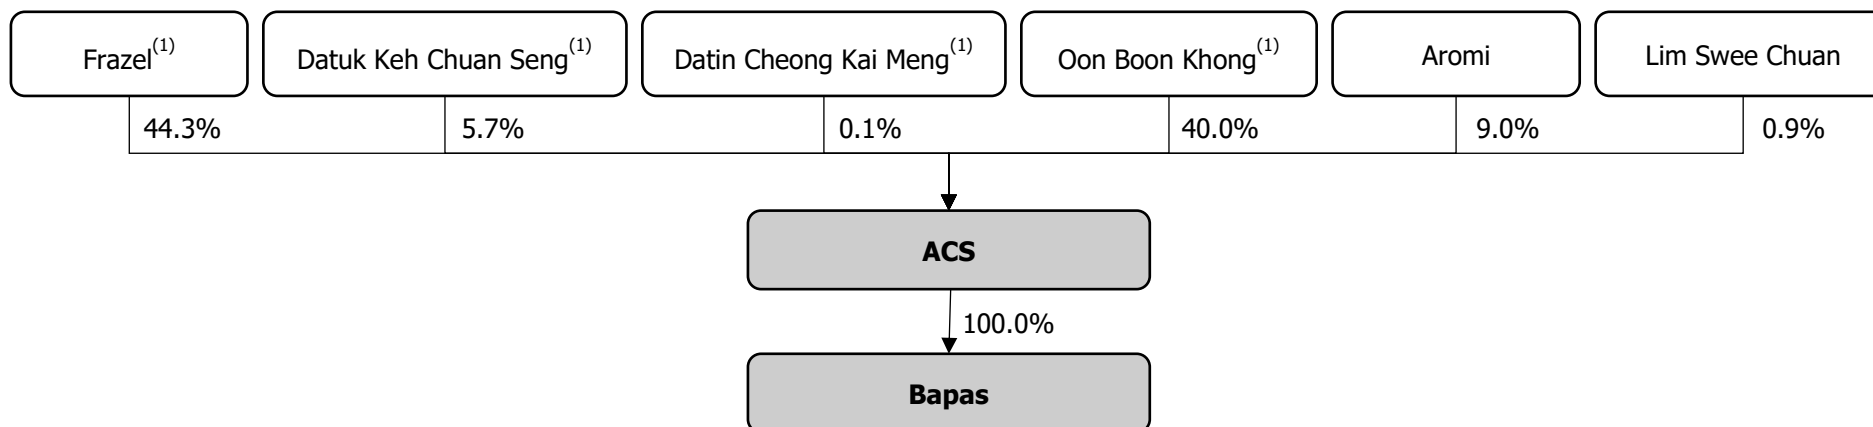 Frazel(1)
Datuk Keh Chuan Seng(1)
Datin Cheong Kai Meng(1)
Oon Boon Khong(1)
Aromi
Lim Swee Chuan
44.3%
5.7%
0.1%
40.0%
9.0%
0.9%
ACS
100.0%
Bapas